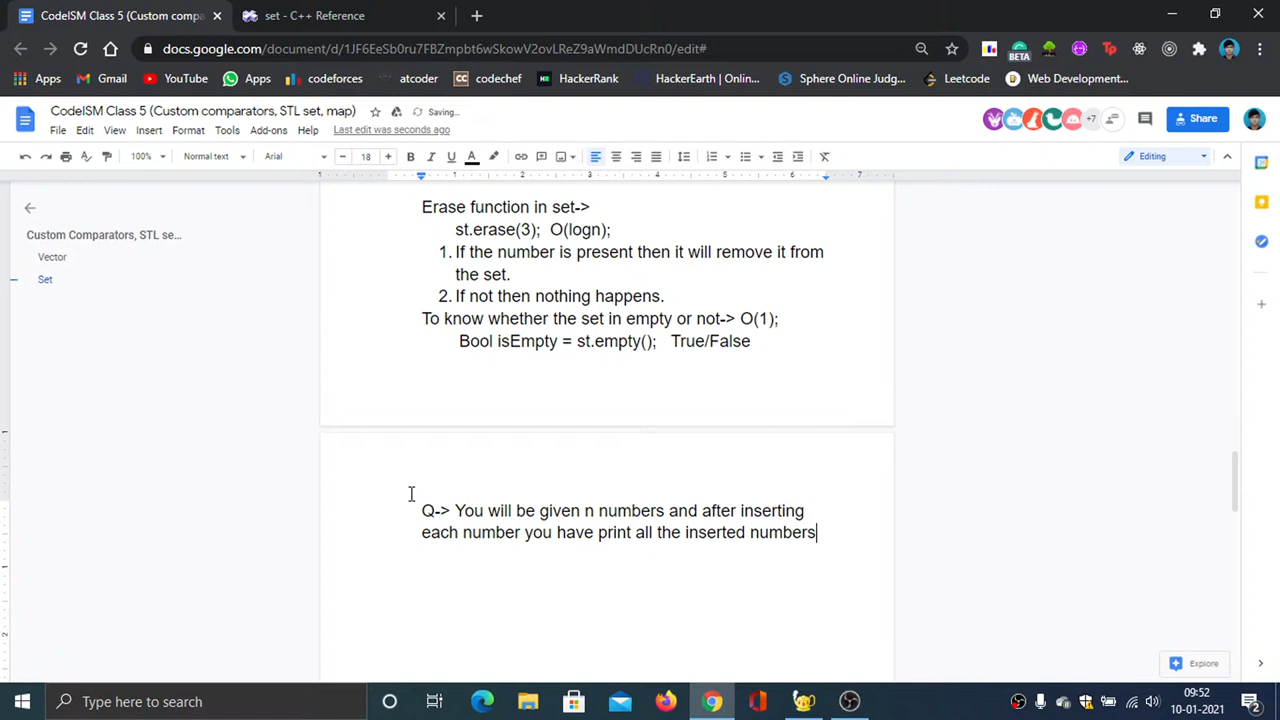 CodeISM Class 5 (Custom compa
set - C++ Reference
docs.google.com/document/d/1JF6EeSb0ru7FBZmpbt6wSkowV2ovLReZ9aWmdDUcRn0/edit#
BETA
Apps
Gmail
YouTube
Apps
codeforces
atcoder
codechef
HackerRank
HackerEarth | Onlin...
Sphere Online Judg...
Leetcode
Web Development...
CodeISM Class 5 (Custom comparators, STL set, map)
Saving...
File Edit View Insert Format Tools Add-ons Help Last edit was seconds ago
+7
Share
100% Normal text Arial 18 Editing
Custom Comparators, STL se...
Vector
Set
Erase function in set->
st.erase(3); O(logn);
1. If the number is present then it will remove it from
the set.
2. If not then nothing happens.
To know whether the set in empty or not-> O(1);
Bool isEmpty = st.empty(); True/False
Q-> You will be given n numbers and after inserting
each number you have print all the inserted numbers
Explore
Type here to search
09:52
10-01-2021
2